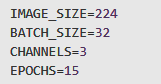 IMAGE_SIZE=224
BATCH_SIZE=32
CHANNELS=3
EPOCHS=15